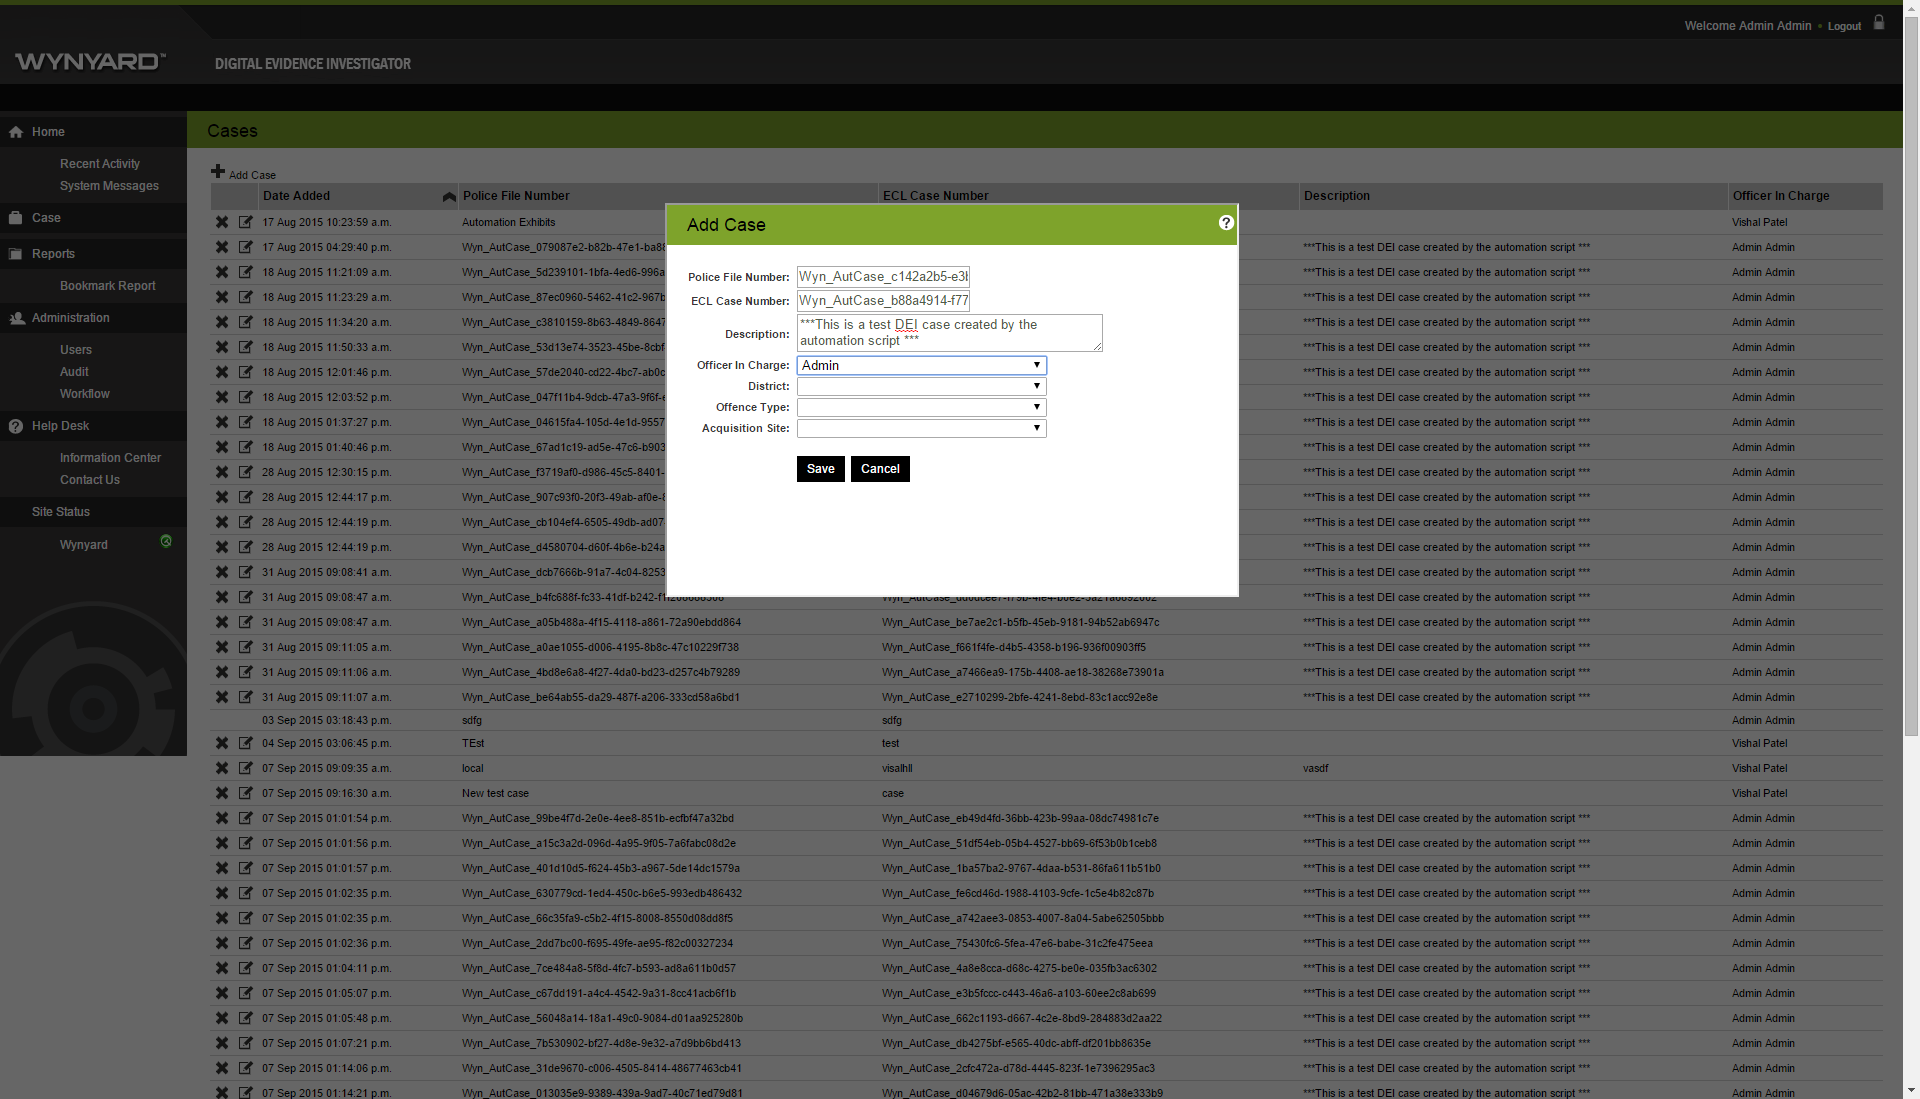 Welcome Admin Admin • Logout
WYNYARD™
DIGITAL EVIDENCE INVESTIGATOR
Home
Recent Activity
System Messages
Case
Reports
Bookmark Report
Administration
Users
Audit
Workflow
Help Desk
Information Center
Contact Us
Site Status
Wynyard
Cases
Add Case
Date Added Police File Number ECL Case Number Description Officer In Charge
17 Aug 2015 10:23:59 a.m. Automation Exhibits Vishal Patel
17 Aug 2015 04:29:40 p.m. Wyn_AutCase_079087e2-b82b-47e1-ba88 ***This is a test DEI case created by the automation script *** Admin Admin
18 Aug 2015 11:21:09 a.m. Wyn_AutCase_5d239101-1bfa-4ed6-996a ***This is a test DEI case created by the automation script *** Admin Admin
18 Aug 2015 11:23:29 a.m. Wyn_AutCase_87ec0960-5462-41c2-967b ***This is a test DEI case created by the automation script *** Admin Admin
18 Aug 2015 11:34:20 a.m. Wyn_AutCase_c3810159-8b63-4849-8647 ***This is a test DEI case created by the automation script *** Admin Admin
18 Aug 2015 11:50:33 a.m. Wyn_AutCase_53d13e74-3523-45be-8cbf ***This is a test DEI case created by the automation script *** Admin Admin
18 Aug 2015 12:01:46 p.m. Wyn_AutCase_57de2040-cd22-4bc7-ab0c ***This is a test DEI case created by the automation script *** Admin Admin
18 Aug 2015 12:03:52 p.m. Wyn_AutCase_047f11b4-9dcb-47a3-9f6f-e ***This is a test DEI case created by the automation script *** Admin Admin
18 Aug 2015 01:37:27 p.m. Wyn_AutCase_04615fa4-105d-4e1d-9557 ***This is a test DEI case created by the automation script *** Admin Admin
18 Aug 2015 01:40:46 p.m. Wyn_AutCase_67ad1c19-ad5e-47c6-b903 ***This is a test DEI case created by the automation script *** Admin Admin
28 Aug 2015 12:30:15 p.m. Wyn_AutCase_f3719af0-d986-45c5-8401- ***This is a test DEI case created by the automation script *** Admin Admin
28 Aug 2015 12:44:17 p.m. Wyn_AutCase_907c93f0-20f3-49ab-af0e-8 ***This is a test DEI case created by the automation script *** Admin Admin
28 Aug 2015 12:44:19 p.m. Wyn_AutCase_cb104ef4-6505-49db-ad07- ***This is a test DEI case created by the automation script *** Admin Admin
28 Aug 2015 12:44:19 p.m. Wyn_AutCase_d4580704-d60f-4b6e-b24a ***This is a test DEI case created by the automation script *** Admin Admin
31 Aug 2015 09:08:41 a.m. Wyn_AutCase_dcb7666b-91a7-4c04-8253 ***This is a test DEI case created by the automation script *** Admin Admin
31 Aug 2015 09:08:47 a.m. ***This is a test DEI case created by the automation script *** Admin Admin
31 Aug 2015 09:08:47 a.m. Wyn_AutCase_a05b488a-4f15-4118-a861-72a90ebdd864 Wyn_AutCase_be7ae2c1-b5fb-45eb-9181-94b52ab6947c ***This is a test DEI case created by the automation script *** Admin Admin
31 Aug 2015 09:11:05 a.m. Wyn_AutCase_a0ae1055-d006-4195-8b8c-47c10229f738 Wyn_AutCase_f661f4fe-d4b5-4358-b196-936f00903ff5 ***This is a test DEI case created by the automation script *** Admin Admin
31 Aug 2015 09:11:06 a.m. Wyn_AutCase_4bd8e6a8-4f27-4da0-bd23-d257c4b79289 Wyn_AutCase_a7466ea9-175b-4408-ae18-38268e73901a ***This is a test DEI case created by the automation script *** Admin Admin
31 Aug 2015 09:11:07 a.m. Wyn_AutCase_be64ab55-da29-487f-a206-333cd58a6bd1 Wyn_AutCase_e2710299-2bfe-4241-8ebd-83c1acc92e8e ***This is a test DEI case created by the automation script *** Admin Admin
03 Sep 2015 03:18:43 p.m. sdfg sdfg Admin Admin
04 Sep 2015 03:06:45 p.m. TEst test Vishal Patel
07 Sep 2015 09:09:35 a.m. local visalhll vasdf Vishal Patel
07 Sep 2015 09:16:30 a.m. New test case case Vishal Patel
07 Sep 2015 01:01:54 p.m. Wyn_AutCase_99be4f7d-2e0e-4ee8-851b-ecfbf47a32bd Wyn_AutCase_eb49d4fd-36bb-423b-99aa-08dc74981c7e ***This is a test DEI case created by the automation script *** Admin Admin
07 Sep 2015 01:01:56 p.m. Wyn_AutCase_a15c3a2d-096d-4a95-9f05-7a6fabc08d2e Wyn_AutCase_51df54eb-05b4-4527-bb69-6f53b0b1ceb8 ***This is a test DEI case created by the automation script *** Admin Admin
07 Sep 2015 01:01:57 p.m. Wyn_AutCase_401d10d5-f624-45b3-a967-5de14dc1579a Wyn_AutCase_1ba57ba2-9767-4daa-b531-86fa611b51b0 ***This is a test DEI case created by the automation script *** Admin Admin
07 Sep 2015 01:02:35 p.m. Wyn_AutCase_630779cd-1ed4-450c-b6e5-993edb486432 Wyn_AutCase_fe6cd46d-1988-4103-9cfe-1c5e4b82c87b ***This is a test DEI case created by the automation script *** Admin Admin
07 Sep 2015 01:02:35 p.m. Wyn_AutCase_66c35fa9-c5b2-4f15-8008-8550d08dd8f5 Wyn_AutCase_a742aee3-0853-4007-8a04-5abe62505bbb ***This is a test DEI case created by the automation script *** Admin Admin
07 Sep 2015 01:02:36 p.m. Wyn_AutCase_2dd7bc00-f695-49fe-ae95-f82c00327234 Wyn_AutCase_75430fc6-5fea-47e6-babe-31c2fe475eea ***This is a test DEI case created by the automation script *** Admin Admin
07 Sep 2015 01:04:11 p.m. Wyn_AutCase_7ce484a8-5f8d-4fc7-b593-ad8a611b0d57 Wyn_AutCase_4a8e8cca-d68c-4275-be0e-035fb3ac6302 ***This is a test DEI case created by the automation script *** Admin Admin
07 Sep 2015 01:05:07 p.m. Wyn_AutCase_c67dd191-a4c4-4542-9a31-8cc41acb6f1b Wyn_AutCase_e3b5fccc-c443-46a6-a103-60ee2c8ab699 ***This is a test DEI case created by the automation script *** Admin Admin
07 Sep 2015 01:05:48 p.m. Wyn_AutCase_56048a14-18a1-49c0-9084-d01aa925280b Wyn_AutCase_662c1193-d667-4c2e-8bd9-284883d2aa22 ***This is a test DEI case created by the automation script *** Admin Admin
07 Sep 2015 01:07:21 p.m. Wyn_AutCase_7b530902-bf27-4d8e-9e32-a7d9bb6bd413 Wyn_AutCase_db4275bf-e565-40dc-abff-df201bb8635e ***This is a test DEI case created by the automation script *** Admin Admin
07 Sep 2015 01:14:06 p.m. Wyn_AutCase_31de9670-c006-4505-8414-48677463cb41 Wyn_AutCase_2cfc472a-d78d-4445-823f-1e7396295ac3 ***This is a test DEI case created by the automation script *** Admin Admin
07 Sep 2015 01:14:21 p.m. Wyn_AutCase_013035e9-9389-439a-9ad7-40c71ed79d81 Wyn_AutCase_d04679d6-05ac-42b2-81bb-471a38e333b9 ***This is a test DEI case created by the automation script *** Admin Admin
Add Case
Police File Number: Wyn_AutCase_c142a2b5-e3b
ECL Case Number: Wyn_AutCase_b88a4914-f77
Description: ***This is a test DEI case created by the
automation script ***
Officer In Charge: Admin
District:
Offence Type:
Acquisition Site:
Save Cancel